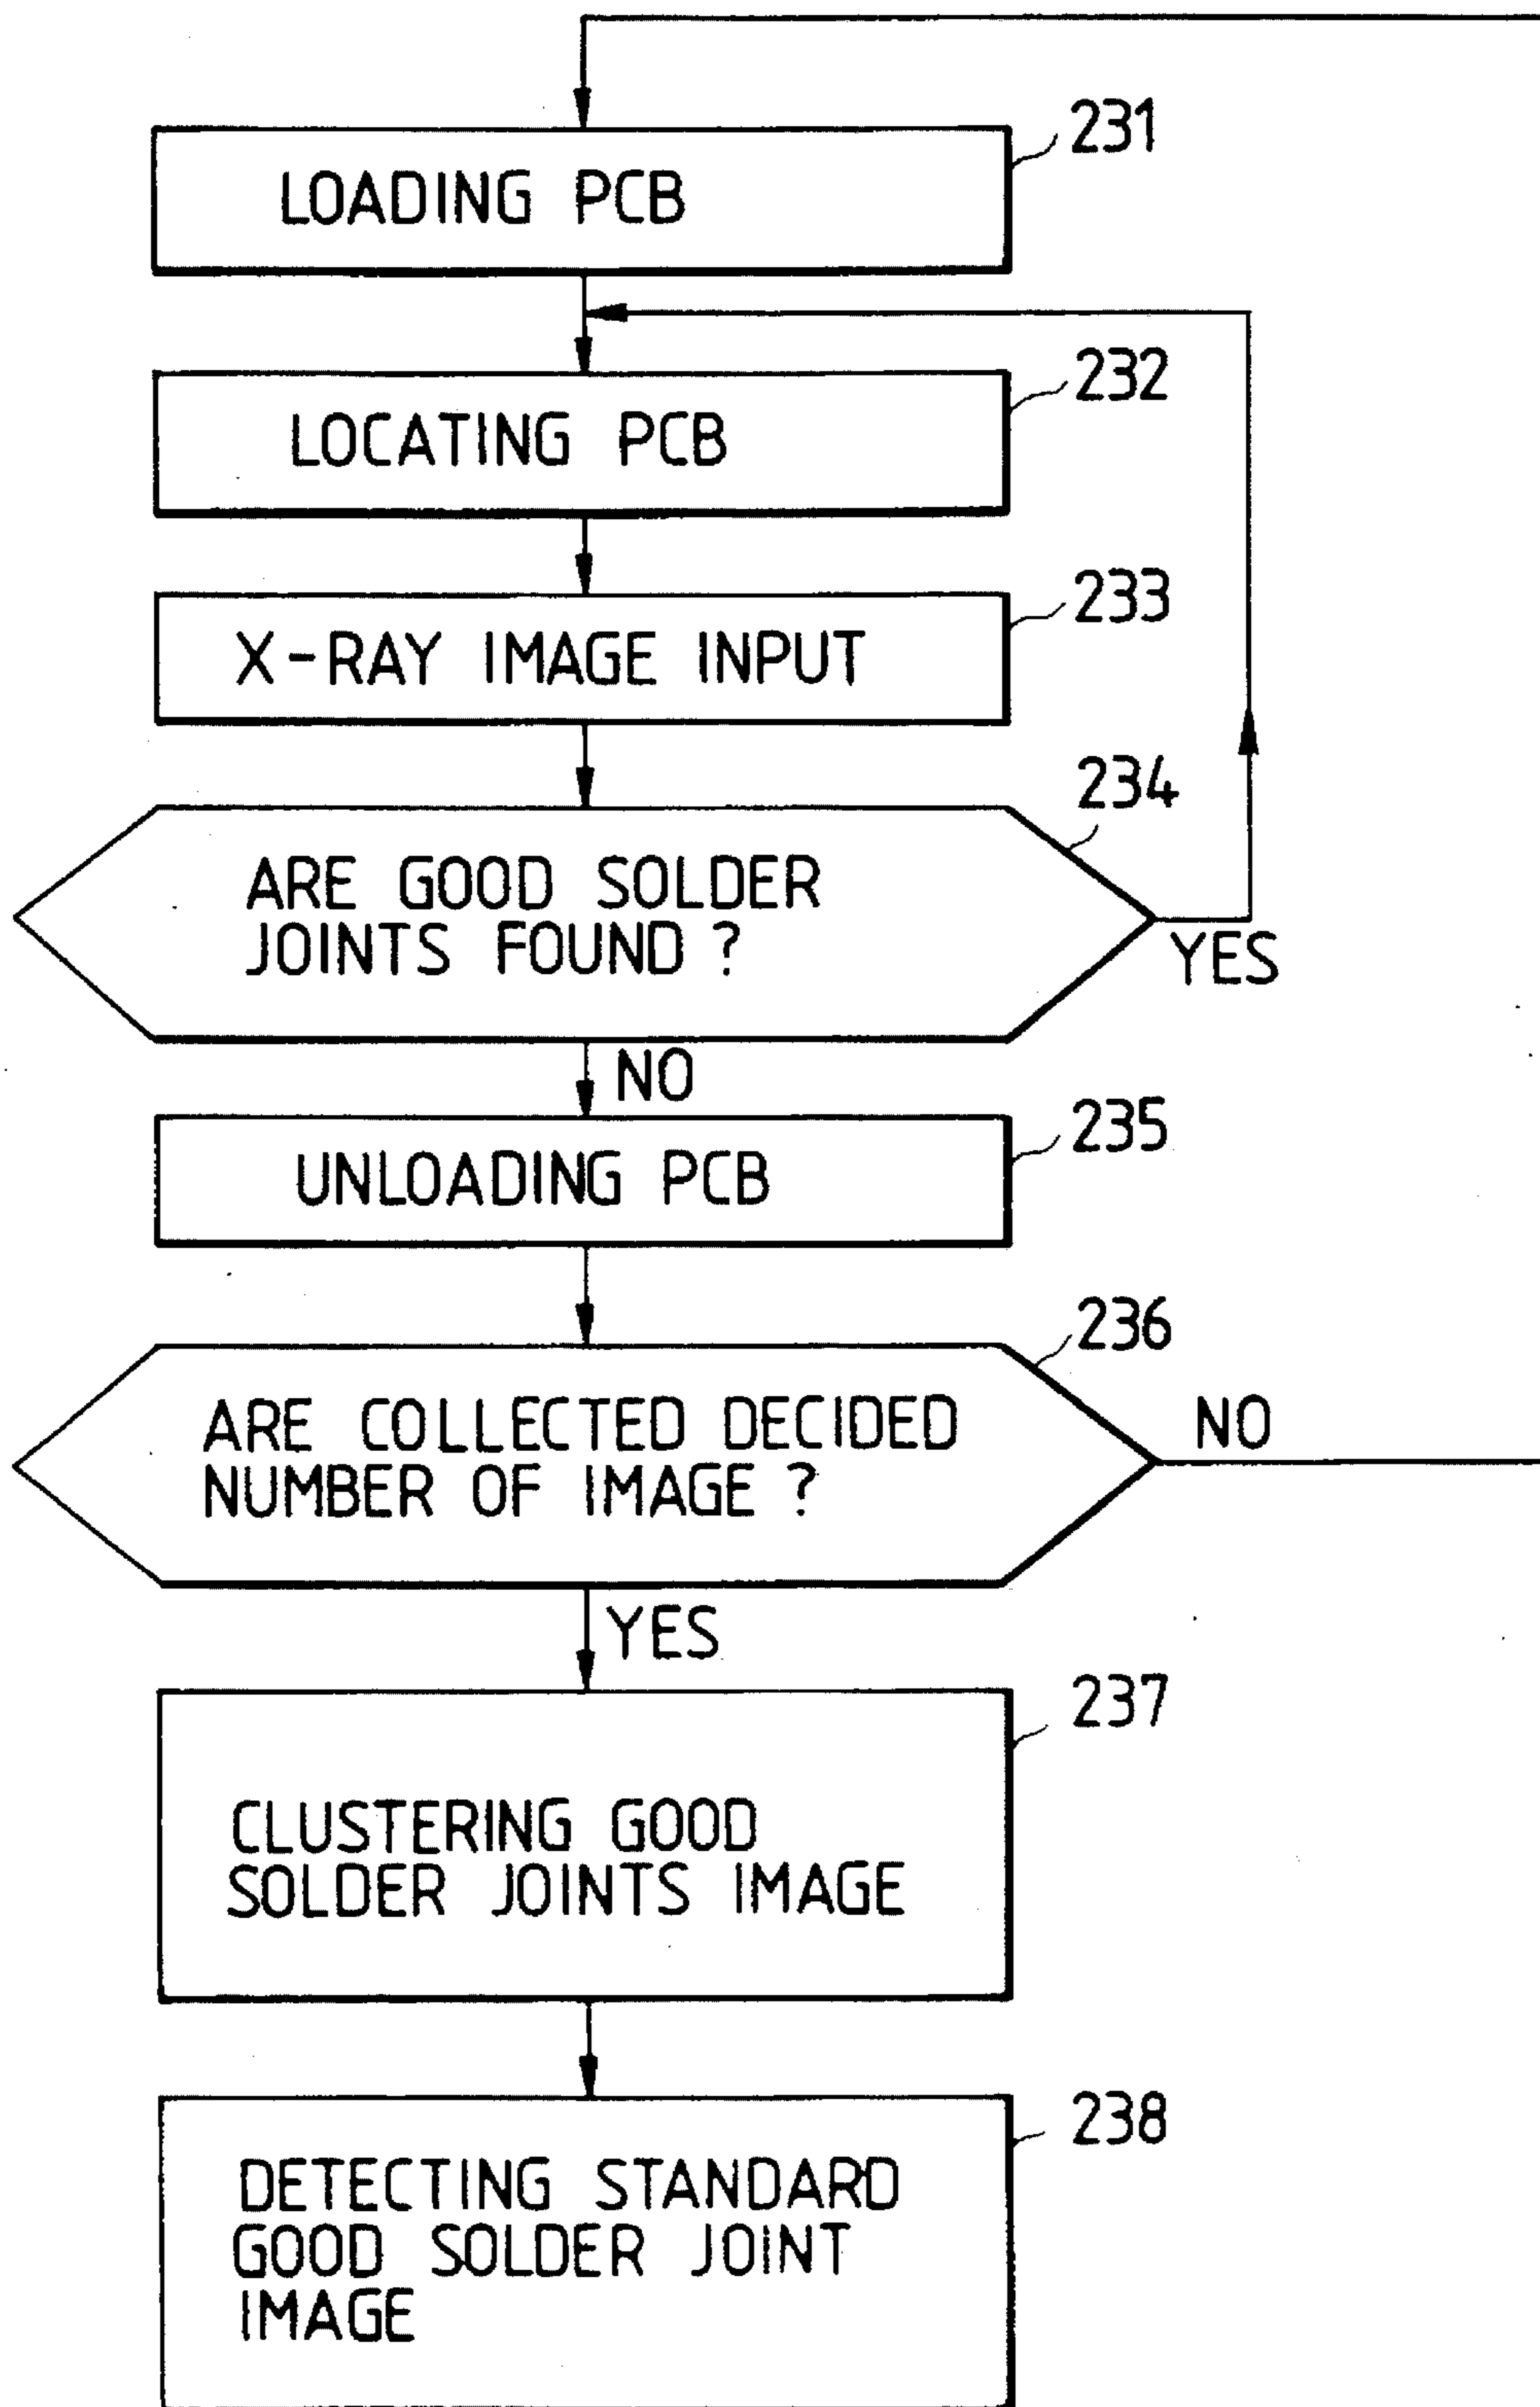 231
LOADING PCB
232
LOCATING PCB
233
X-RAY IMAGE INPUT
234
ARE GOOD SOLDER
JOINTS FOUND ?
YES
NO
235
UNLOADING PCB
236
ARE COLLECTED DECIDED
NUMBER OF IMAGE ?
NO
YES
237
CLUSTERING GOOD
SOLDER JOINTS IMAGE
238
DETECTING STANDARD
GOOD SOLDER JOINT
IMAGE